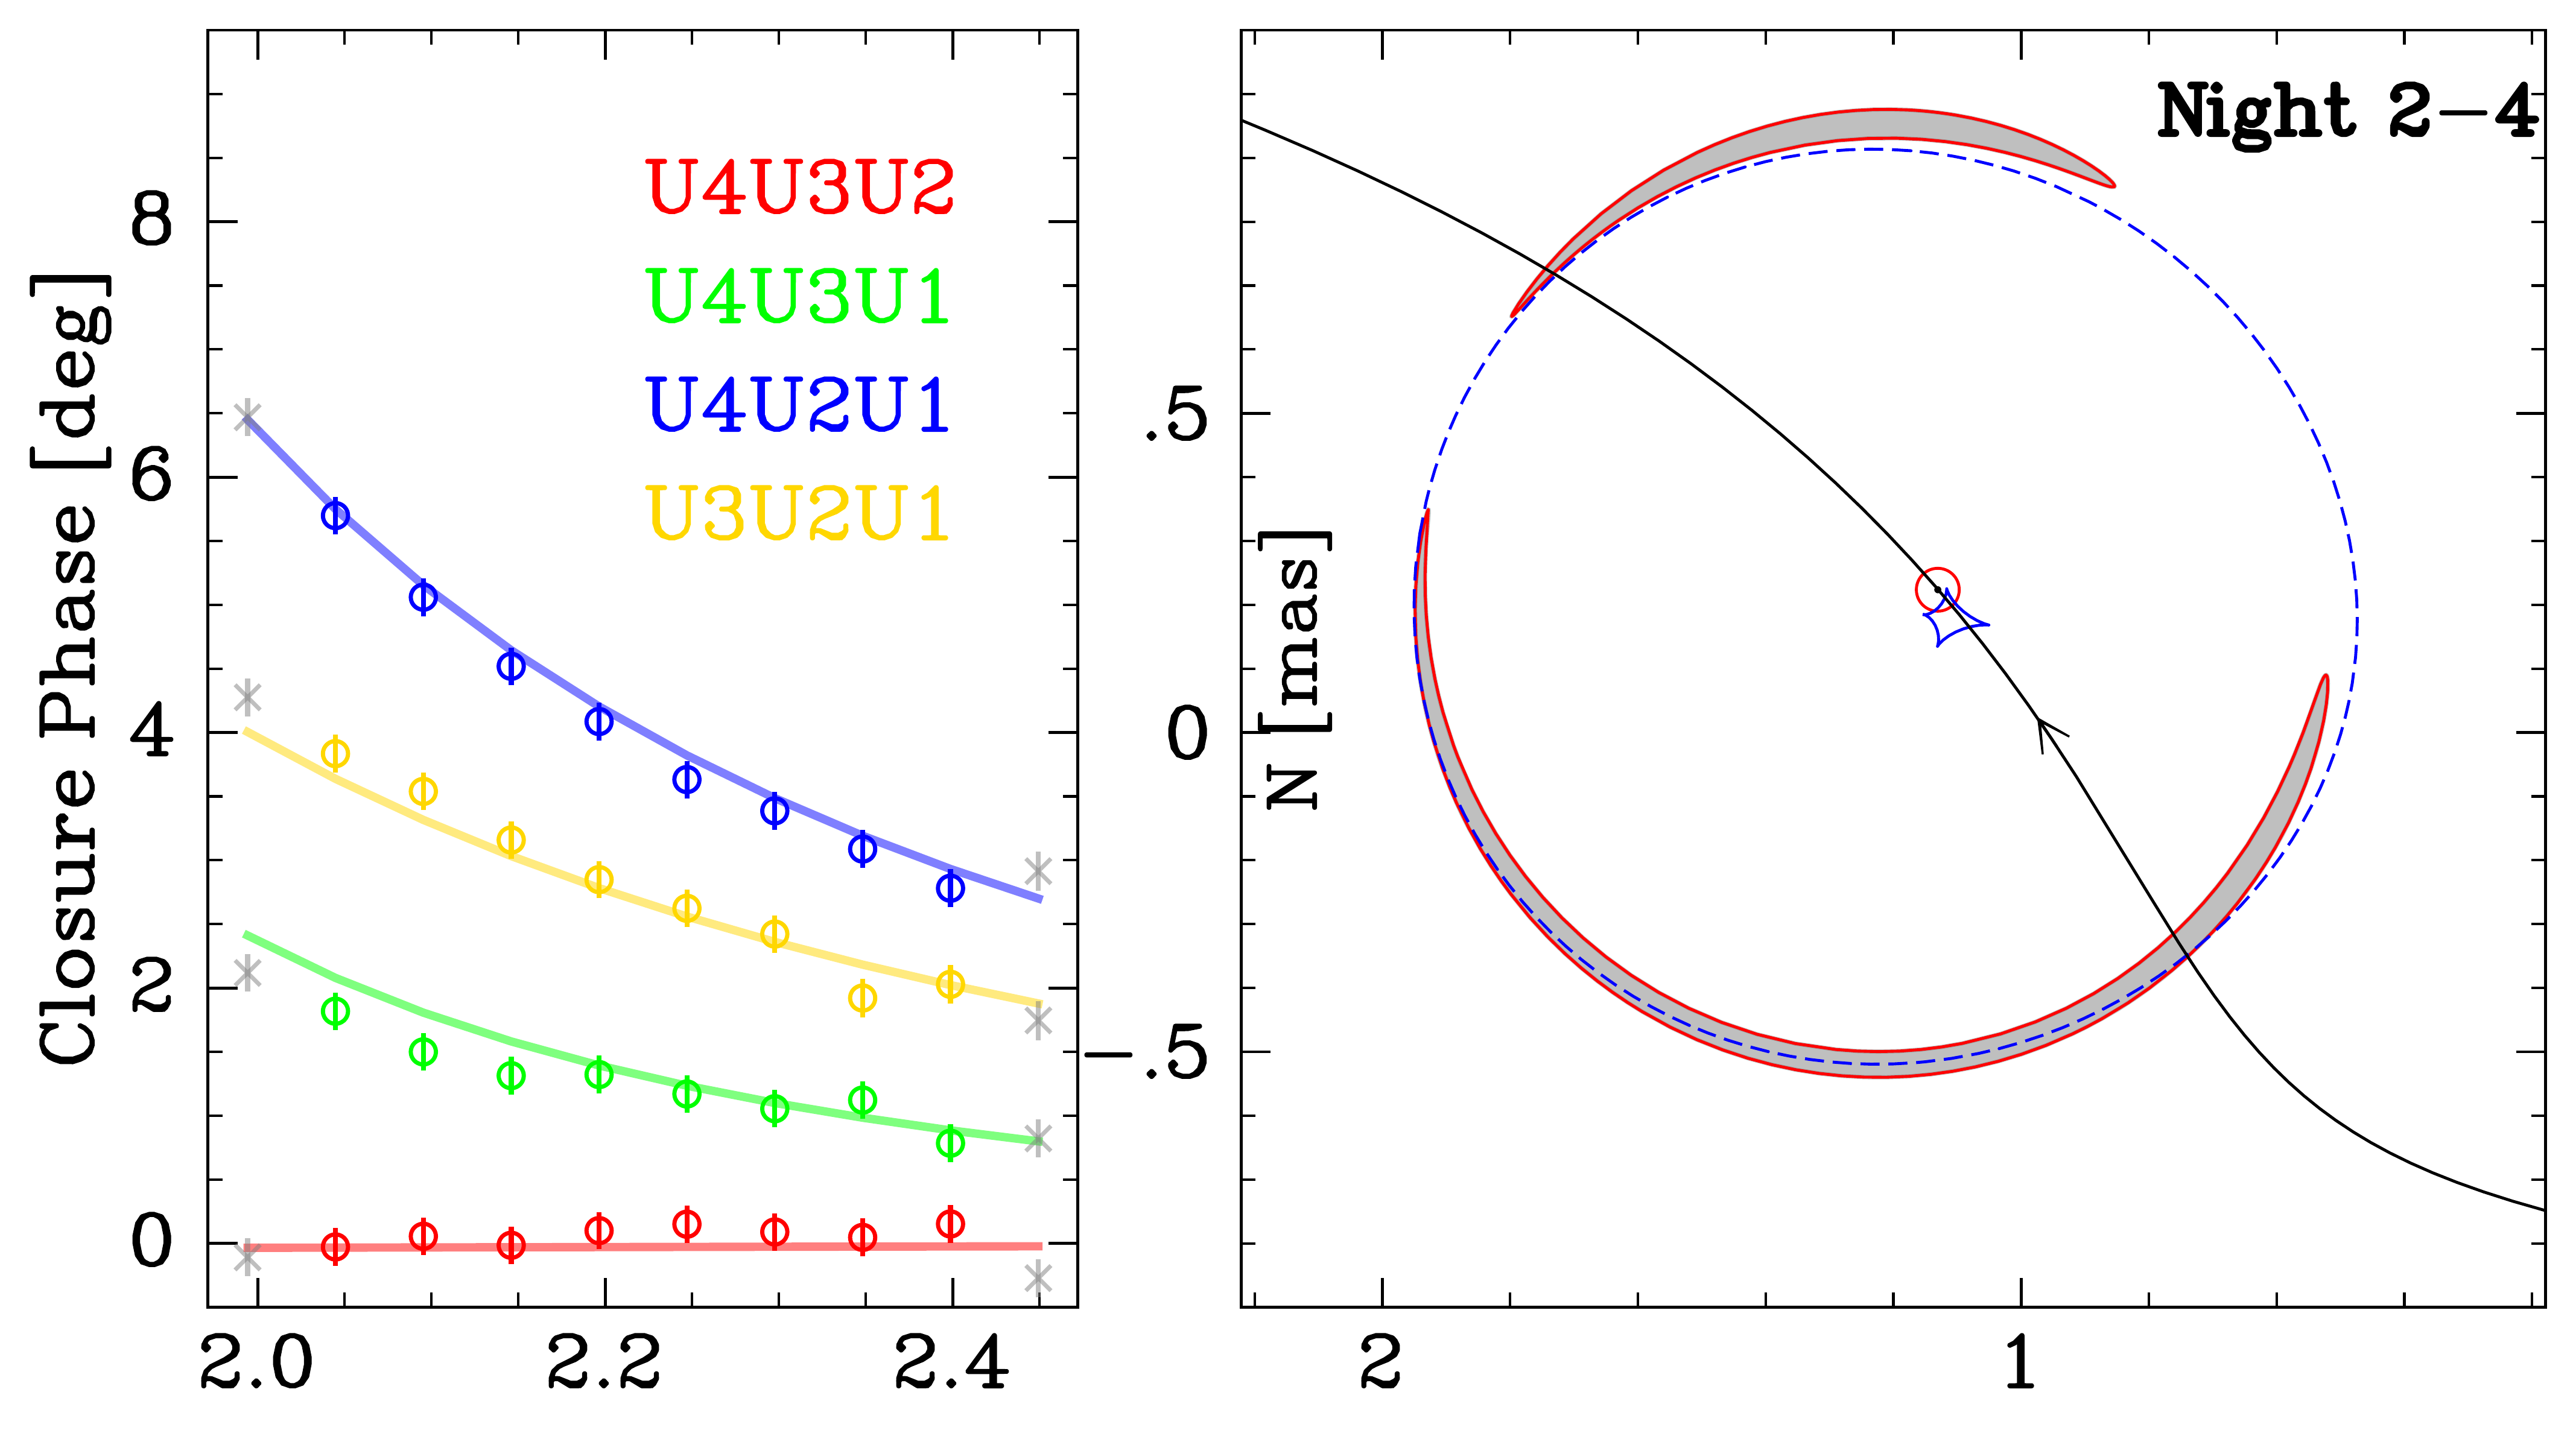 Closure Phase [deg]
8
6
4
2
0
2.0 2.2 2.4
U4U3U2
U4U3U1
U4U2U1
U3U2U1
N [mas]
.5
0
−.5
2 1
Night 2−4